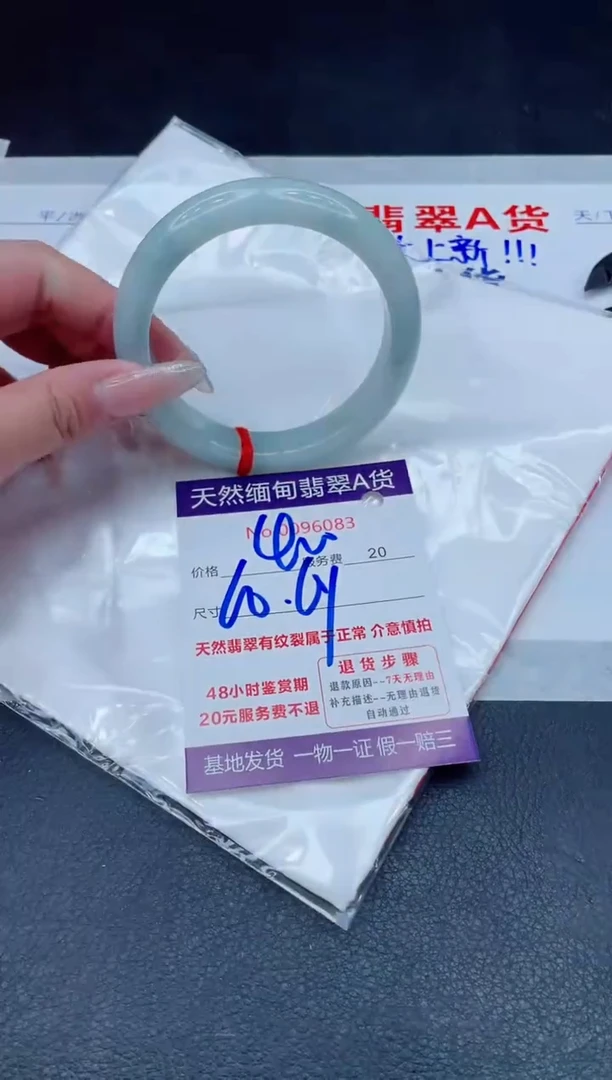 平/
翡翠A货
天/
上新!!!
天然缅甸翡翠A货
No.0096083
价格 服务费 20
尺寸
天然翡翠有纹裂属于正常 介意慎拍
48小时鉴赏期
20元服务费不退
退货步骤
退款原因--7天无理由
补充描述--无理由退货
自动通过
基地发货 一物一证 假一赔三